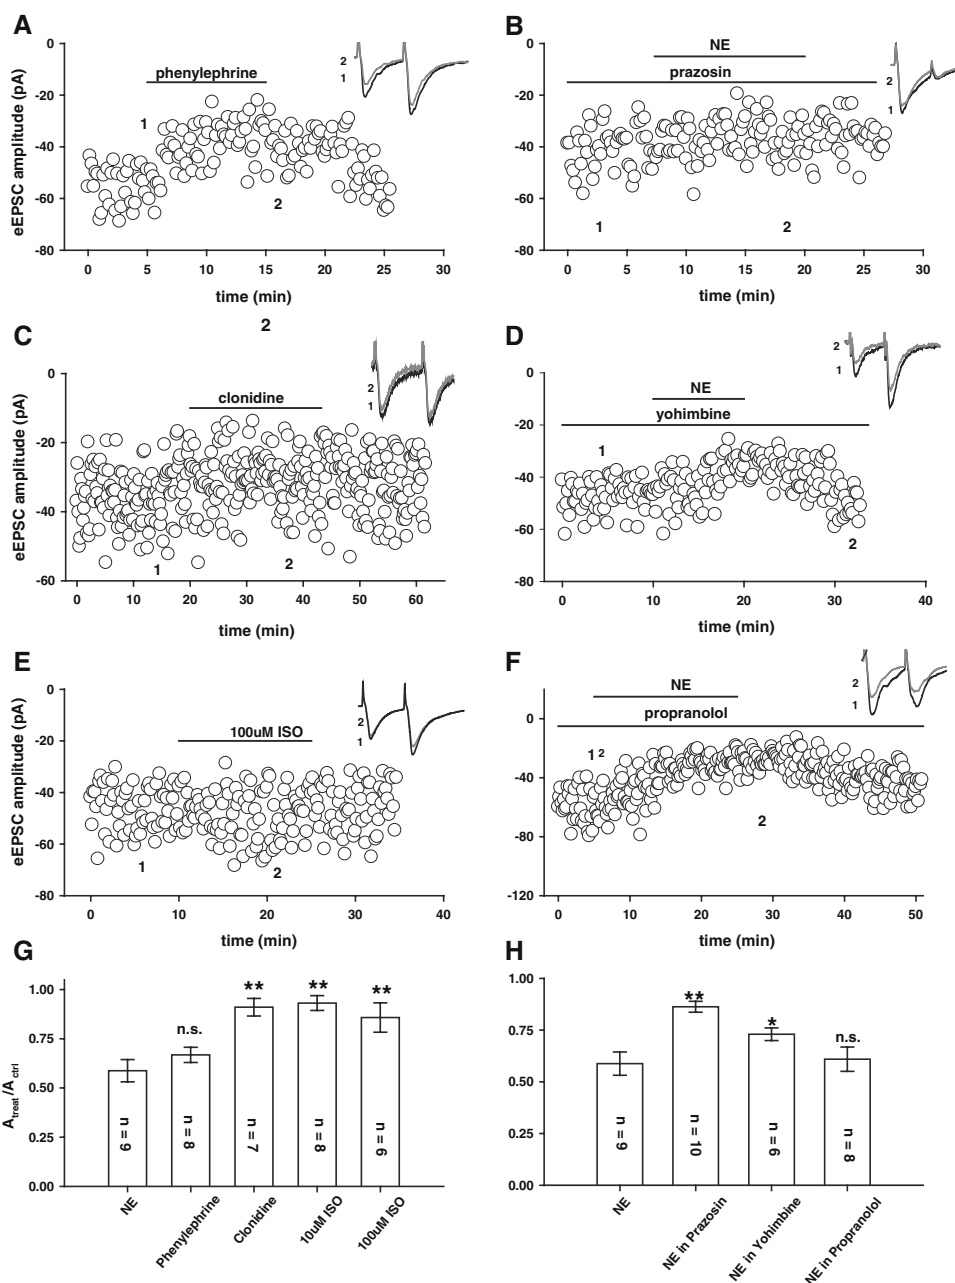 A
phenylephrine
eEPSC amplitude (pA)
0
-20
-40
-60
-80
1
2
2
1
0 5 10 15 20 25 30
time (min)
2
B
NE
prazosin
0
-20
-40
-60
-80
1
2
2
1
0 5 10 15 20 25 30
time (min)
C
clonidine
eEPSC amplitude (pA)
0
-20
-40
-60
1
2
2
1
0 10 20 30 40 50 60
time (min)
D
NE
yohimbine
0
-20
-40
-60
-80
1
2
2
1
0 10 20 30 40
time (min)
E
100uM ISO
eEPSC amplitude (pA)
0
-20
-40
-60
-80
1
2
2
1
0 10 20 30 40
time (min)
F
NE
propranolol
0
-40
-80
-120
1 2
2
2
1
0 10 20 30 40 50
time (min)
G
A treat /A ctrl
1.00
0.75
0.50
0.25
0.00
n.s.
**
**
**
n = 9
n = 8
n = 7
n = 8
n = 6
NE
Phenylephrine
Clonidine
10uM ISO
100uM ISO
H
1.00
0.75
0.50
0.25
0.00
**
*
n.s.
n = 9
n = 10
n = 6
n = 8
NE
NE in Prazosin
NE in Yohimbine
NE in Propranolol